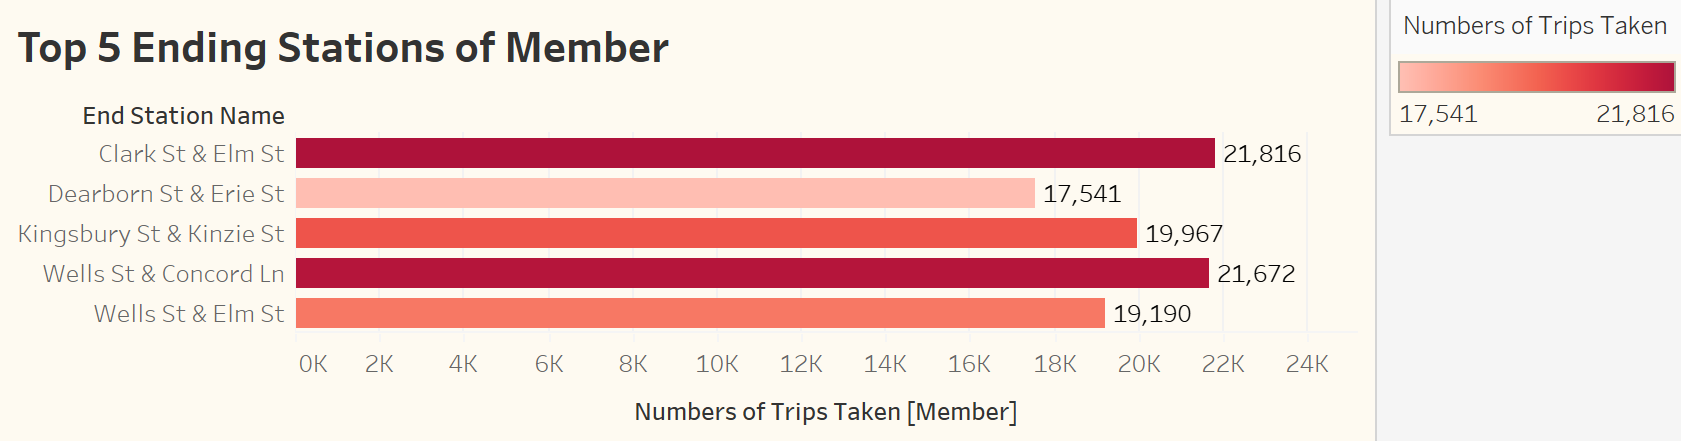 Top 5 Ending Stations of Member
End Station Name
Clark St & Elm St 21,816
Dearborn St & Erie St 17,541
Kingsbury St & Kinzie St 19,967
Wells St & Concord Ln 21,672
Wells St & Elm St 19,190
0K 2K 4K 6K 8K 10K 12K 14K 16K 18K 20K 22K 24K
Numbers of Trips Taken [Member]
Numbers of Trips Taken
17,541 21,816